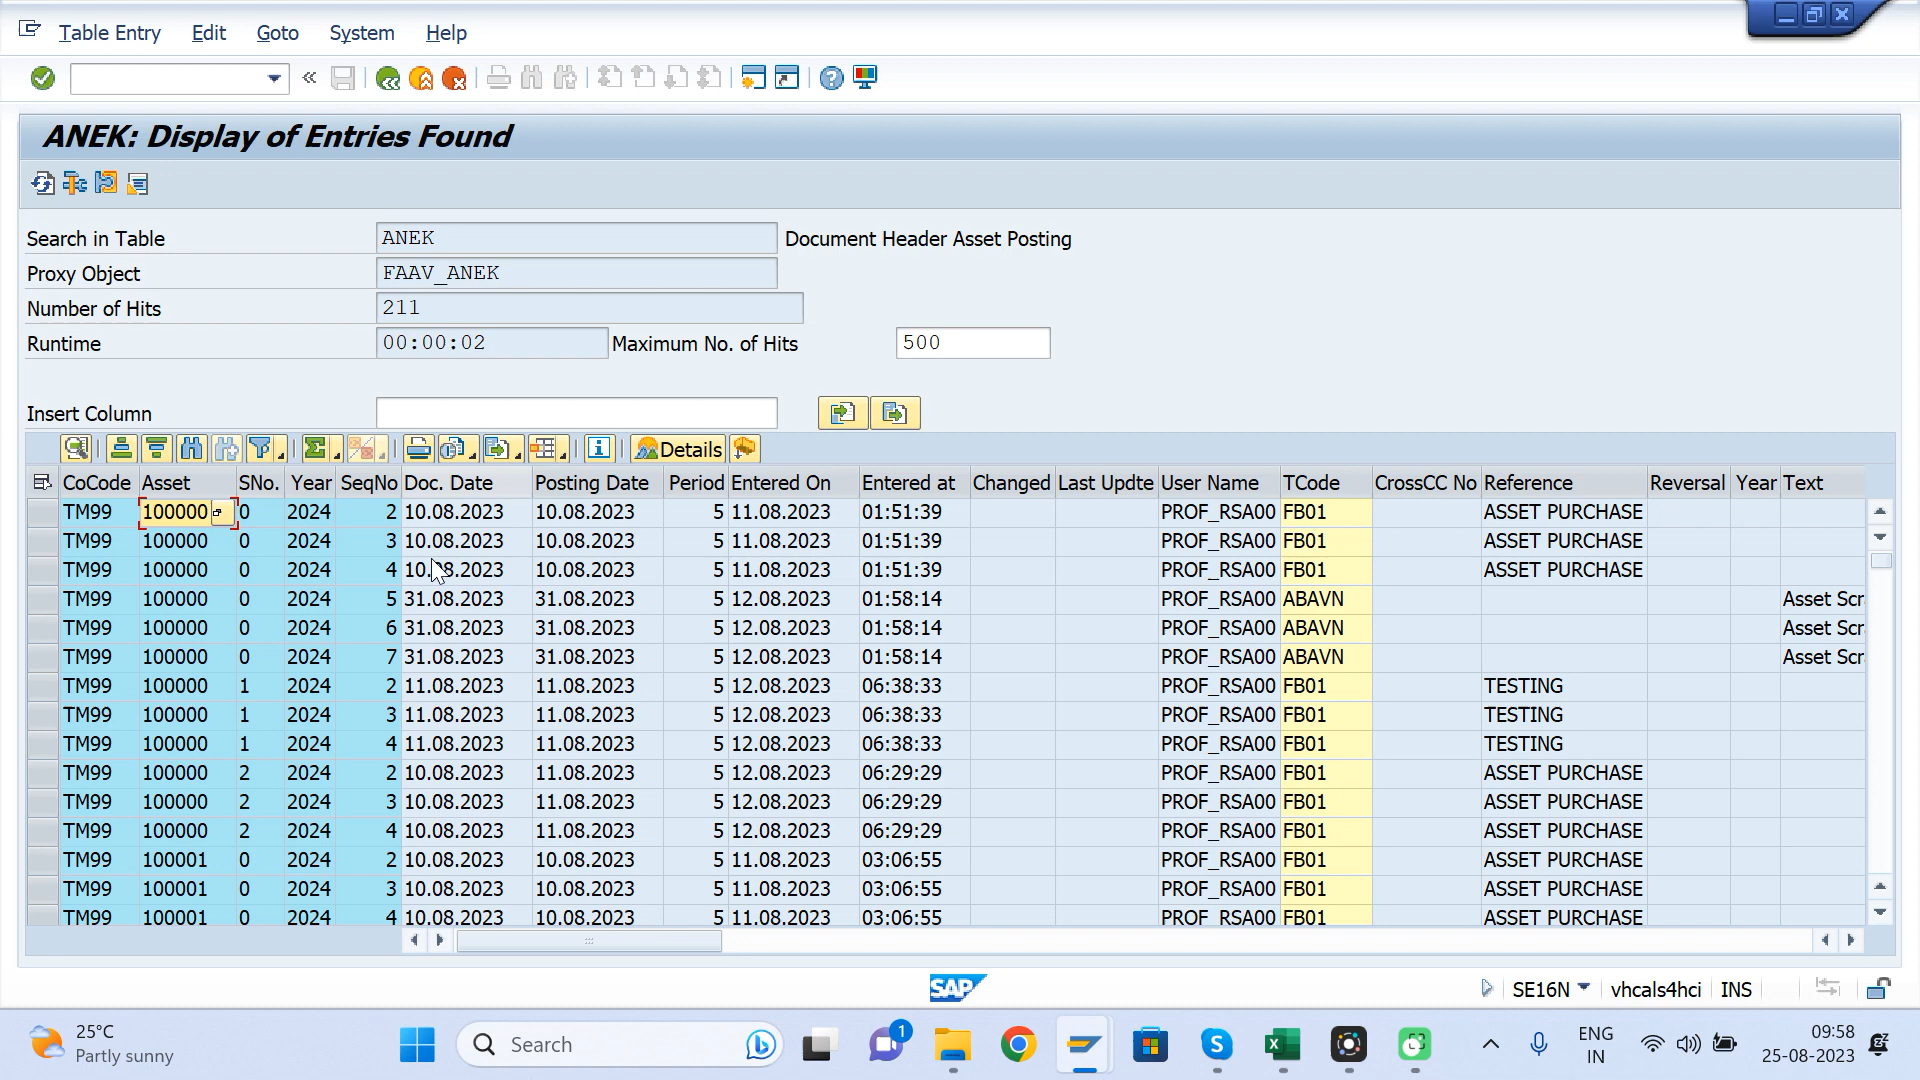 Table Entry Edit Goto System Help
ANEK: Display of Entries Found
Search in Table ANEK Document Header Asset Posting
Proxy Object FAAV_ANEK
Number of Hits 211
Runtime 00:00:02 Maximum No. of Hits 500
Insert Column
Details
CoCode Asset SNo. Year SeqNo Doc. Date Posting Date Period Entered On Entered at Changed Last Updte User Name TCode CrossCC No Reference Reversal Year Text
TM99 100000 0 2024 2 10.08.2023 10.08.2023 5 11.08.2023 01:51:39 PROF_RSA00 FB01 ASSET PURCHASE
TM99 100000 0 2024 3 10.08.2023 10.08.2023 5 11.08.2023 01:51:39 PROF_RSA00 FB01 ASSET PURCHASE
TM99 100000 0 2024 4 10.08.2023 10.08.2023 5 11.08.2023 01:51:39 PROF_RSA00 FB01 ASSET PURCHASE
TM99 100000 0 2024 5 31.08.2023 31.08.2023 5 12.08.2023 01:58:14 PROF_RSA00 ABAVN Asset Scr
TM99 100000 0 2024 6 31.08.2023 31.08.2023 5 12.08.2023 01:58:14 PROF_RSA00 ABAVN Asset Scr
TM99 100000 0 2024 7 31.08.2023 31.08.2023 5 12.08.2023 01:58:14 PROF_RSA00 ABAVN Asset Scr
TM99 100000 1 2024 2 11.08.2023 11.08.2023 5 12.08.2023 06:38:33 PROF_RSA00 FB01 TESTING
TM99 100000 1 2024 3 11.08.2023 11.08.2023 5 12.08.2023 06:38:33 PROF_RSA00 FB01 TESTING
TM99 100000 1 2024 4 11.08.2023 11.08.2023 5 12.08.2023 06:38:33 PROF_RSA00 FB01 TESTING
TM99 100000 2 2024 2 10.08.2023 11.08.2023 5 12.08.2023 06:29:29 PROF_RSA00 FB01 ASSET PURCHASE
TM99 100000 2 2024 3 10.08.2023 11.08.2023 5 12.08.2023 06:29:29 PROF_RSA00 FB01 ASSET PURCHASE
TM99 100000 2 2024 4 10.08.2023 11.08.2023 5 12.08.2023 06:29:29 PROF_RSA00 FB01 ASSET PURCHASE
TM99 100001 0 2024 2 10.08.2023 10.08.2023 5 11.08.2023 03:06:55 PROF_RSA00 FB01 ASSET PURCHASE
TM99 100001 0 2024 3 10.08.2023 10.08.2023 5 11.08.2023 03:06:55 PROF_RSA00 FB01 ASSET PURCHASE
TM99 100001 0 2024 4 10.08.2023 10.08.2023 5 11.08.2023 03:06:55 PROF_RSA00 FB01 ASSET PURCHASE
SAP SE16N vhcals4hci INS
25°C
Partly sunny
Search
1
ENG
IN
09:58
25-08-2023